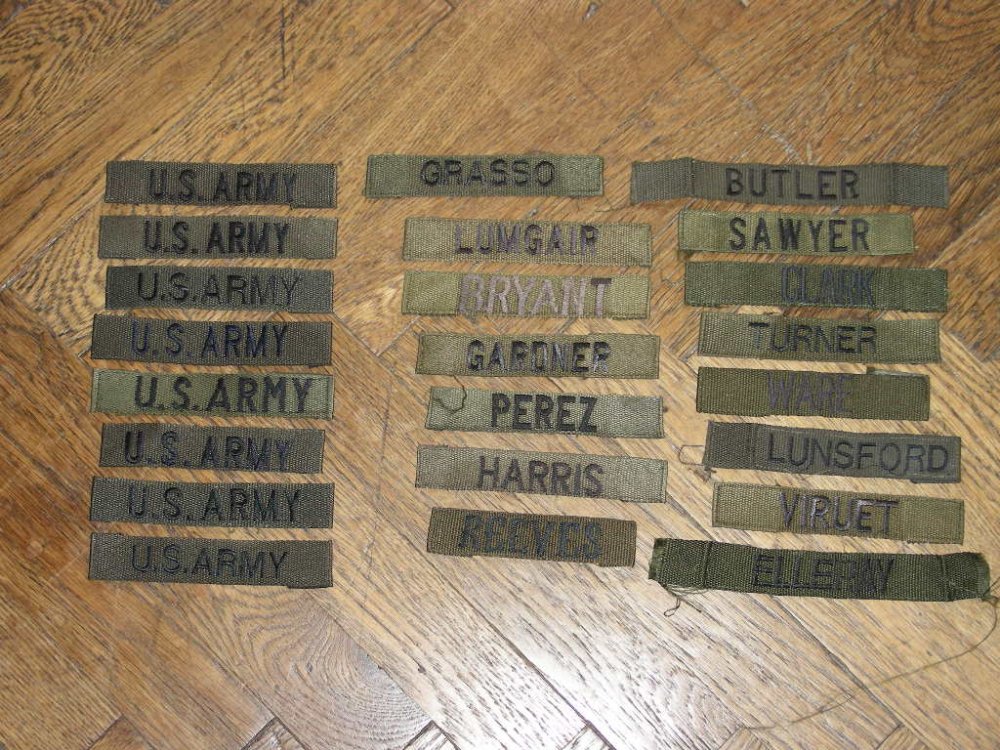 U.S. ARMY
U.S. ARMY
U.S. ARMY
U.S. ARMY
U.S. ARMY
U.S. ARMY
U.S. ARMY
U.S. ARMY
GRASSO
LUMGAIR
BRYANT
GARDNER
PEREZ
HARRIS
REEVES
BUTLER
SAWYER
CLARK
TURNER
WARE
LUNSFORD
VIRUET